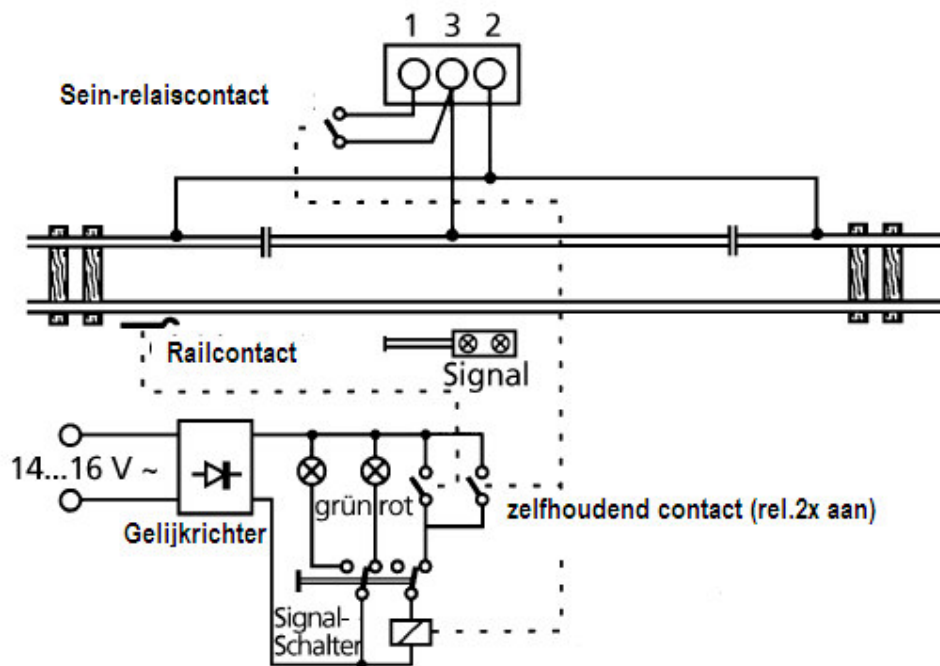 1 3 2
Sein-relaiscontact
Railcontact
Signal
14...16 V ~
grün rot
zelfhoudend contact (rel.2x aan)
Gelijkrichter
Signal-
Schalter